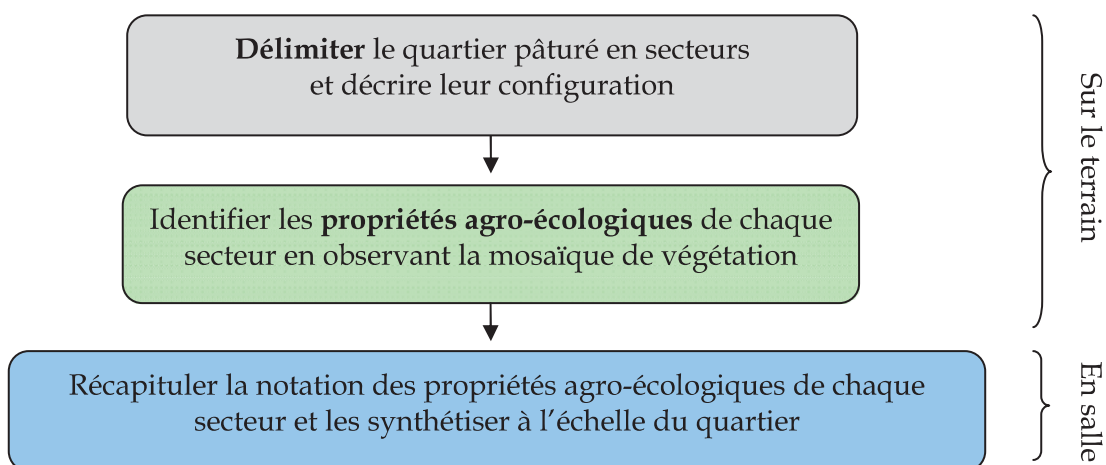 Délimiter le quartier pâturé en secteurs
et décrire leur configuration
Sur le terrain
Identifier les propriétés agro-écologiques de chaque
secteur en observant la mosaïque de végétation
Récapituler la notation des propriétés agro-écologiques de chaque
secteur et les synthétiser à l'échelle du quartier
En salle